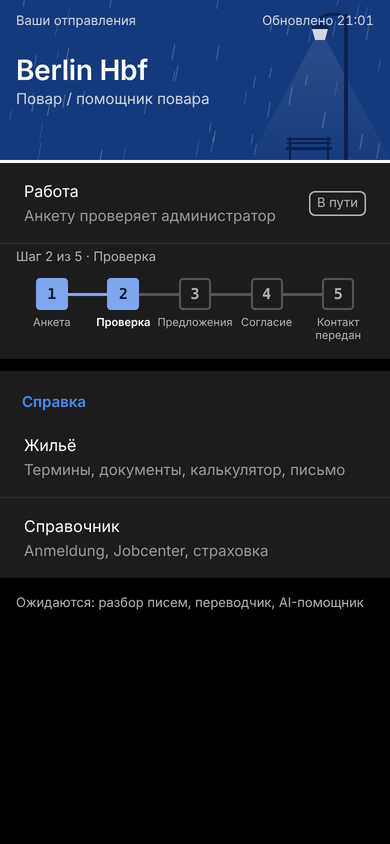 Ваши отправления
Обновлено 21:01
Berlin Hbf
Повар / помощник повара
Работа
Анкету проверяет администратор
В пути
Шаг 2 из 5 · Проверка
1
2
3
4
5
Анкета
Проверка
Предложения
Согласие
Контакт
передан
Справка
Жильё
Термины, документы, калькулятор, письмо
Справочник
Anmeldung, Jobcenter, страховка
Ожидаются: разбор писем, переводчик, AI-помощник